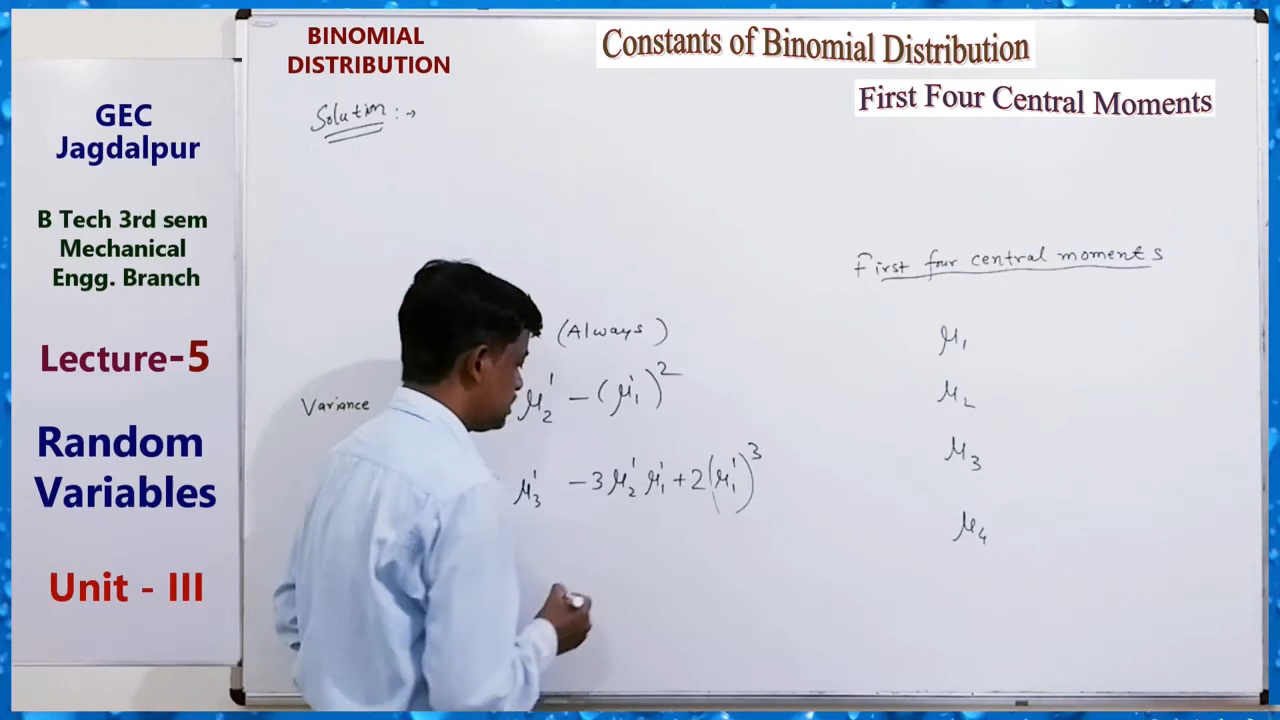 BINOMIAL
DISTRIBUTION
Constants of Binomial Distribution
First Four Central Moments
GEC
Jagdalpur
B Tech 3rd sem
Mechanical
Engg. Branch
Lecture-5
Random
Variables
Unit - III
Solution :→
(Always)
Variance μ₂' − (μ₁')²
μ₃' − 3μ₂' μ₁' + 2(μ₁')³
First four central moments
μ₁
μ₂
μ₃
μ₄